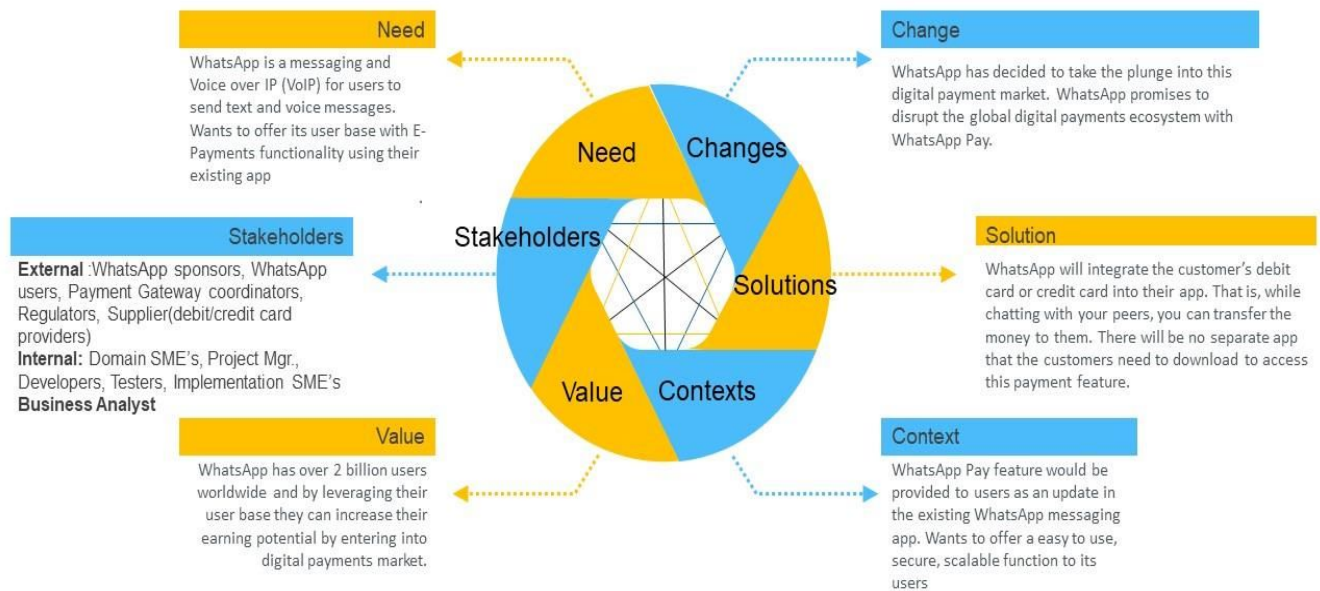 Need
WhatsApp is a messaging and
Voice over IP (VoIP) for users to
send text and voice messages.
Wants to offer its user base with E-
Payments functionality using their
existing app
.
Change
WhatsApp has decided to take the plunge into this
digital payment market. WhatsApp promises to
disrupt the global digital payments ecosystem with
WhatsApp Pay.
Need
Changes
Stakeholders
Solutions
Value
Contexts
Stakeholders
External :WhatsApp sponsors, WhatsApp
users, Payment Gateway coordinators,
Regulators, Supplier(debit/credit card
providers)
Internal: Domain SME's, Project Mgr.,
Developers, Testers, Implementation SME's
Business Analyst
Solution
WhatsApp will integrate the customer's debit
card or credit card into their app. That is, while
chatting with your peers, you can transfer the
money to them. There will be no separate app
that the customers need to download to access
this payment feature.
Value
WhatsApp has over 2 billion users
worldwide and by leveraging their
user base they can increase their
earning potential by entering into
digital payments market.
Context
WhatsApp Pay feature would be
provided to users as an update in
the existing WhatsApp messaging
app. Wants to offer a easy to use,
secure, scalable function to its
users